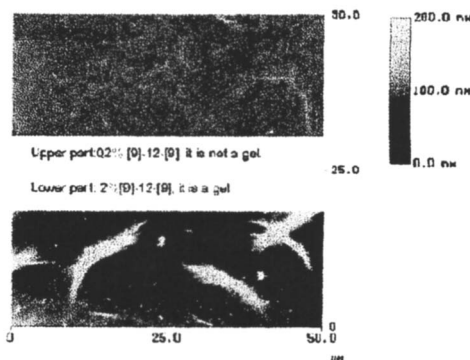 50.0
200.0 nm
100.0 nm
0.0 nm
Upper part:0.2% [9]-12-[9] it is not a gel
25.0
Lower part: 2% [9]-12-[9], it is a gel
0
0 25.0 50.0
μm